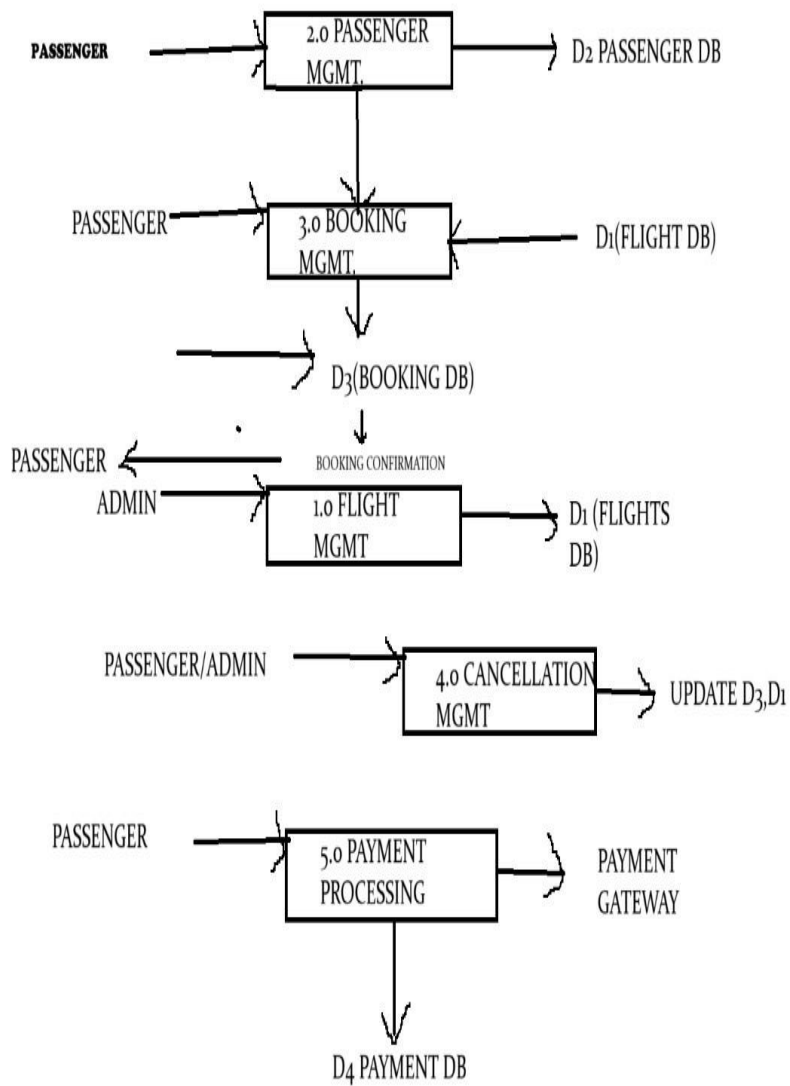 PASSENGER
2.0 PASSENGER
MGMT.
D2 PASSENGER DB
PASSENGER
3.0 BOOKING
MGMT.
D1(FLIGHT DB)
D3(BOOKING DB)
PASSENGER
BOOKING CONFIRMATION
ADMIN
1.0 FLIGHT
MGMT
D1 (FLIGHTS
DB)
PASSENGER/ADMIN
4.0 CANCELLATION
MGMT
UPDATE D3,D1
PASSENGER
5.0 PAYMENT
PROCESSING
PAYMENT
GATEWAY
D4 PAYMENT DB